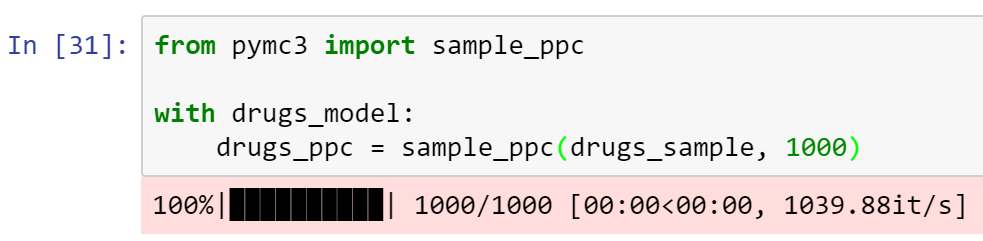 In [31]: from pymc3 import sample_ppc
with drugs_model:
    drugs_ppc = sample_ppc(drugs_sample, 1000)
100%|██████████| 1000/1000 [00:00<00:00, 1039.88it/s]